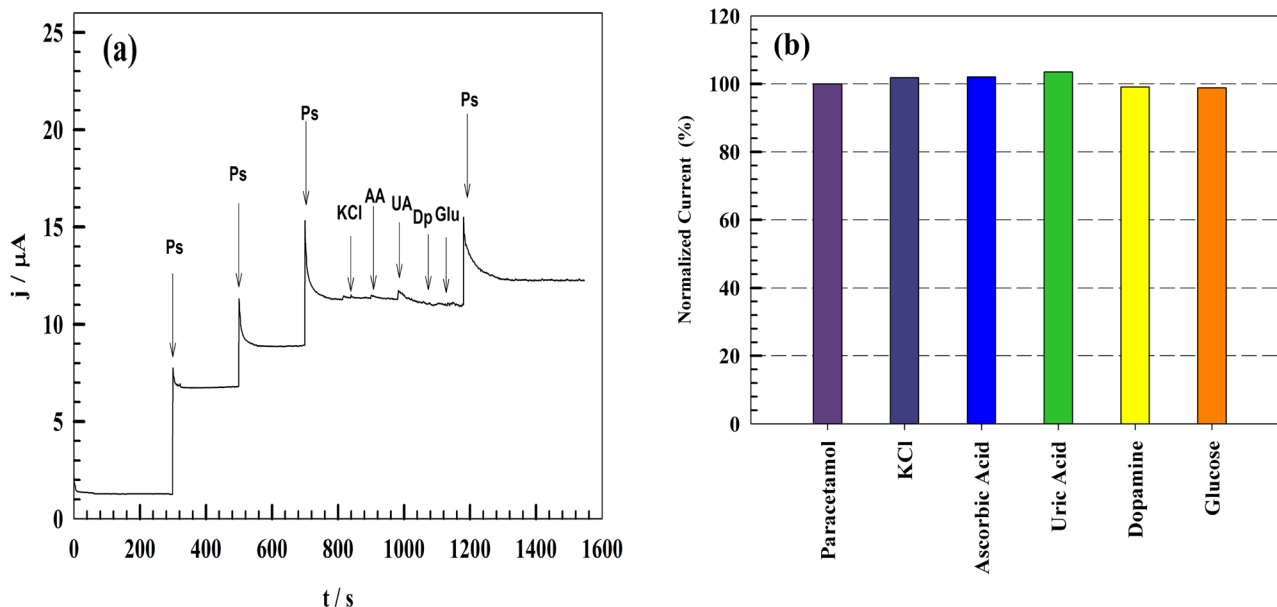 (a)
j / µA
25
20
15
10
5
0
Ps
Ps
Ps
KCl
AA
UA
Dp
Glu
Ps
0 200 400 600 800 1000 1200 1400 1600
t / s
(b)
Normalized Current (%)
120
100
80
60
40
20
0
Paracetamol
KCl
Ascorbic Acid
Uric Acid
Dopamine
Glucose